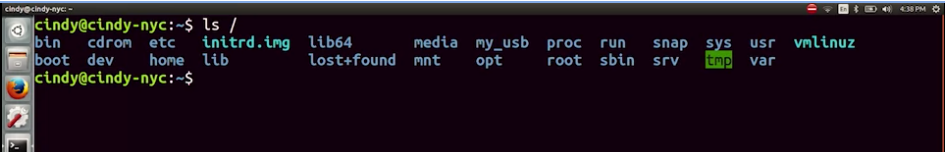 cindy@cindy-nyc: ~
En 4:38 PM
cindy@cindy-nyc:~$ ls /
bin cdrom etc initrd.img lib64 media my_usb proc run snap sys usr vmlinuz
boot dev home lib lost+found mnt opt root sbin srv tmp var
cindy@cindy-nyc:~$